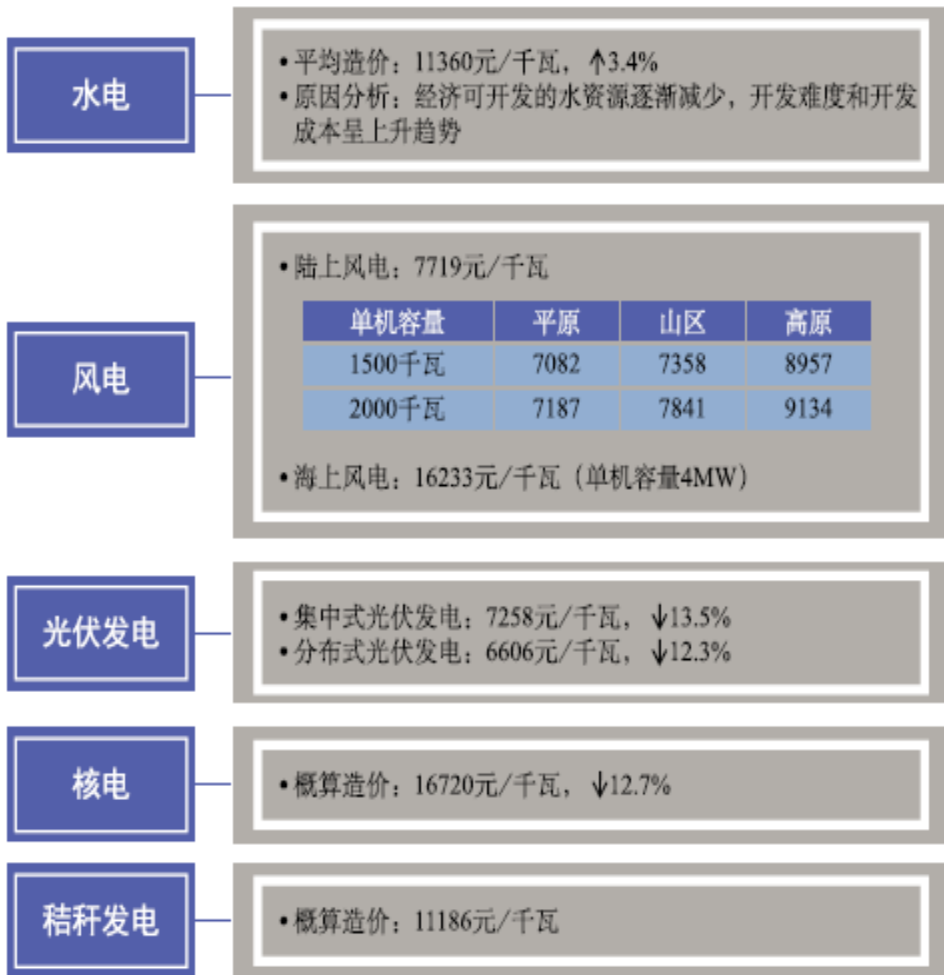 水电
•平均造价：11360元/千瓦，↑3.4%
•原因分析：经济可开发的水资源逐渐减少，开发难度和开发
成本呈上升趋势
风电
•陆上风电：7719元/千瓦
单机容量 平原 山区 高原
1500千瓦 7082 7358 8957
2000千瓦 7187 7841 9134
•海上风电：16233元/千瓦（单机容量4MW）
光伏发电
•集中式光伏发电：7258元/千瓦，↓13.5%
•分布式光伏发电：6606元/千瓦，↓12.3%
核电
•概算造价：16720元/千瓦，↓12.7%
秸秆发电
•概算造价：11186元/千瓦